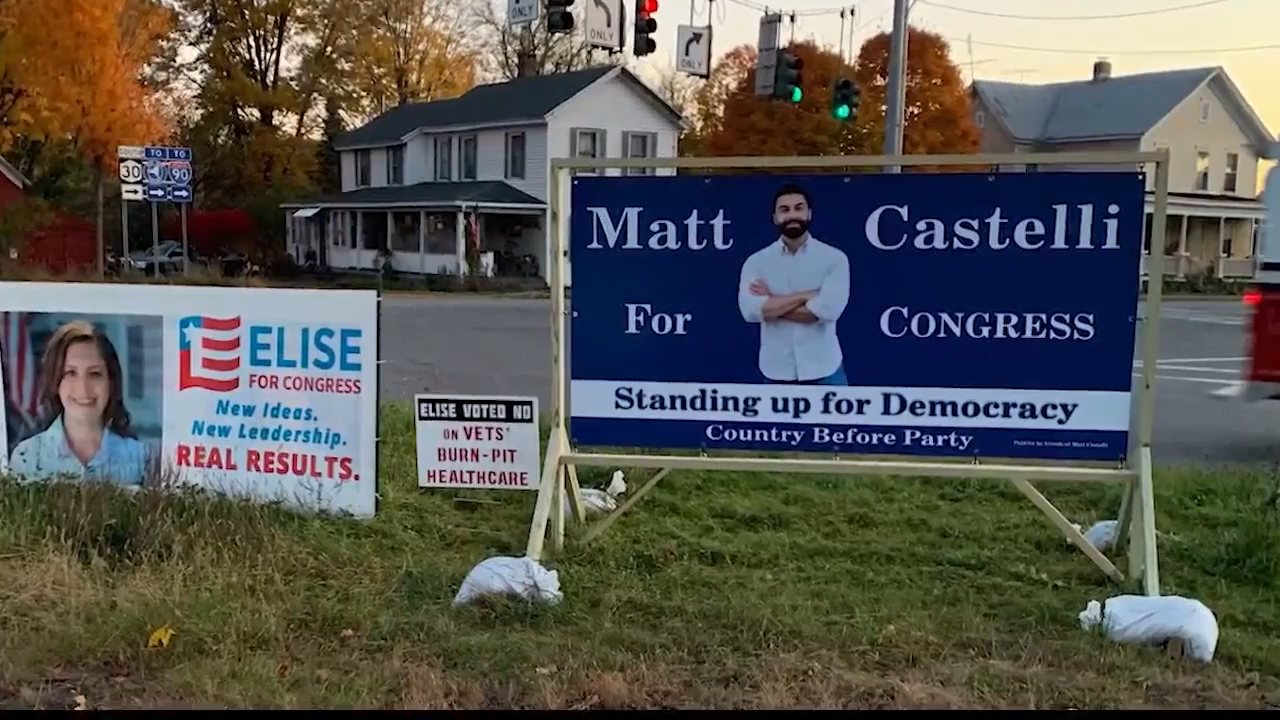 ONLY
ONLY
ONLY
TO TO
30 90
ELISE
FOR CONGRESS
New Ideas.
New Leadership.
REAL RESULTS.
ELISE VOTED NO
ON VETS'
BURN-PIT
HEALTHCARE
Matt Castelli
For CONGRESS
Standing up for Democracy
Country Before Party